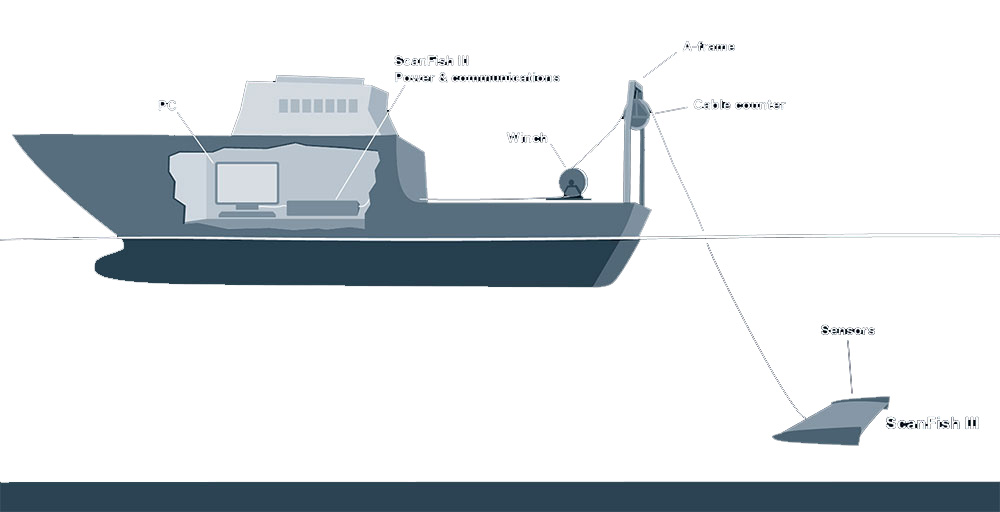 A-frame
ScanFish III
Power & communications
PC
Cable counter
Winch
Sensors
ScanFish III